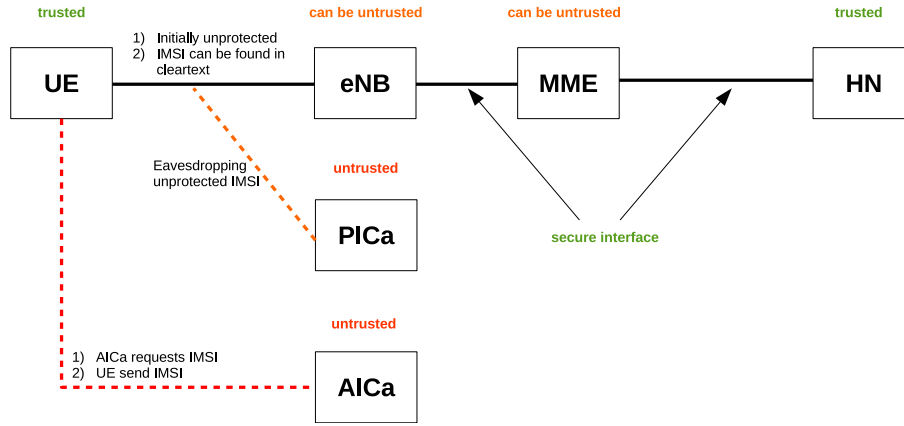 trusted
can be untrusted
can be untrusted
trusted
1) Initially unprotected
2) IMSI can be found in
cleartext
UE
eNB
MME
HN
Eavesdropping
unprotected IMSI
untrusted
PICa
secure interface
untrusted
1) AICa requests IMSI
2) UE send IMSI
AICa